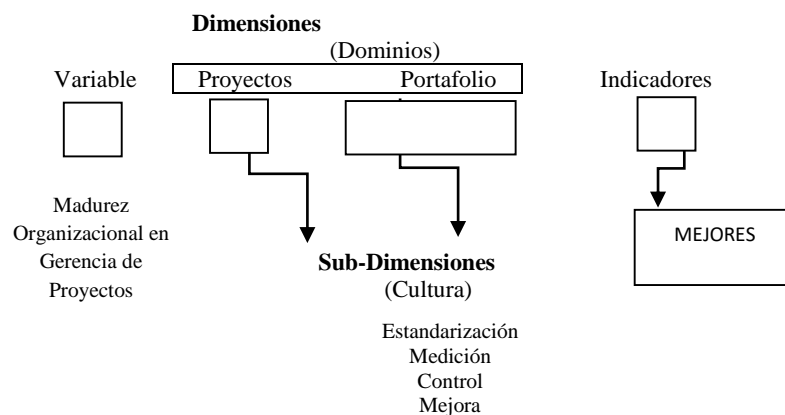 Dimensiones
(Dominios)
Variable Proyectos Portafolio Indicadores
Madurez
Organizacional en
Gerencia de
Proyectos
MEJORES
Sub-Dimensiones
(Cultura)
Estandarización
Medición
Control
Mejora